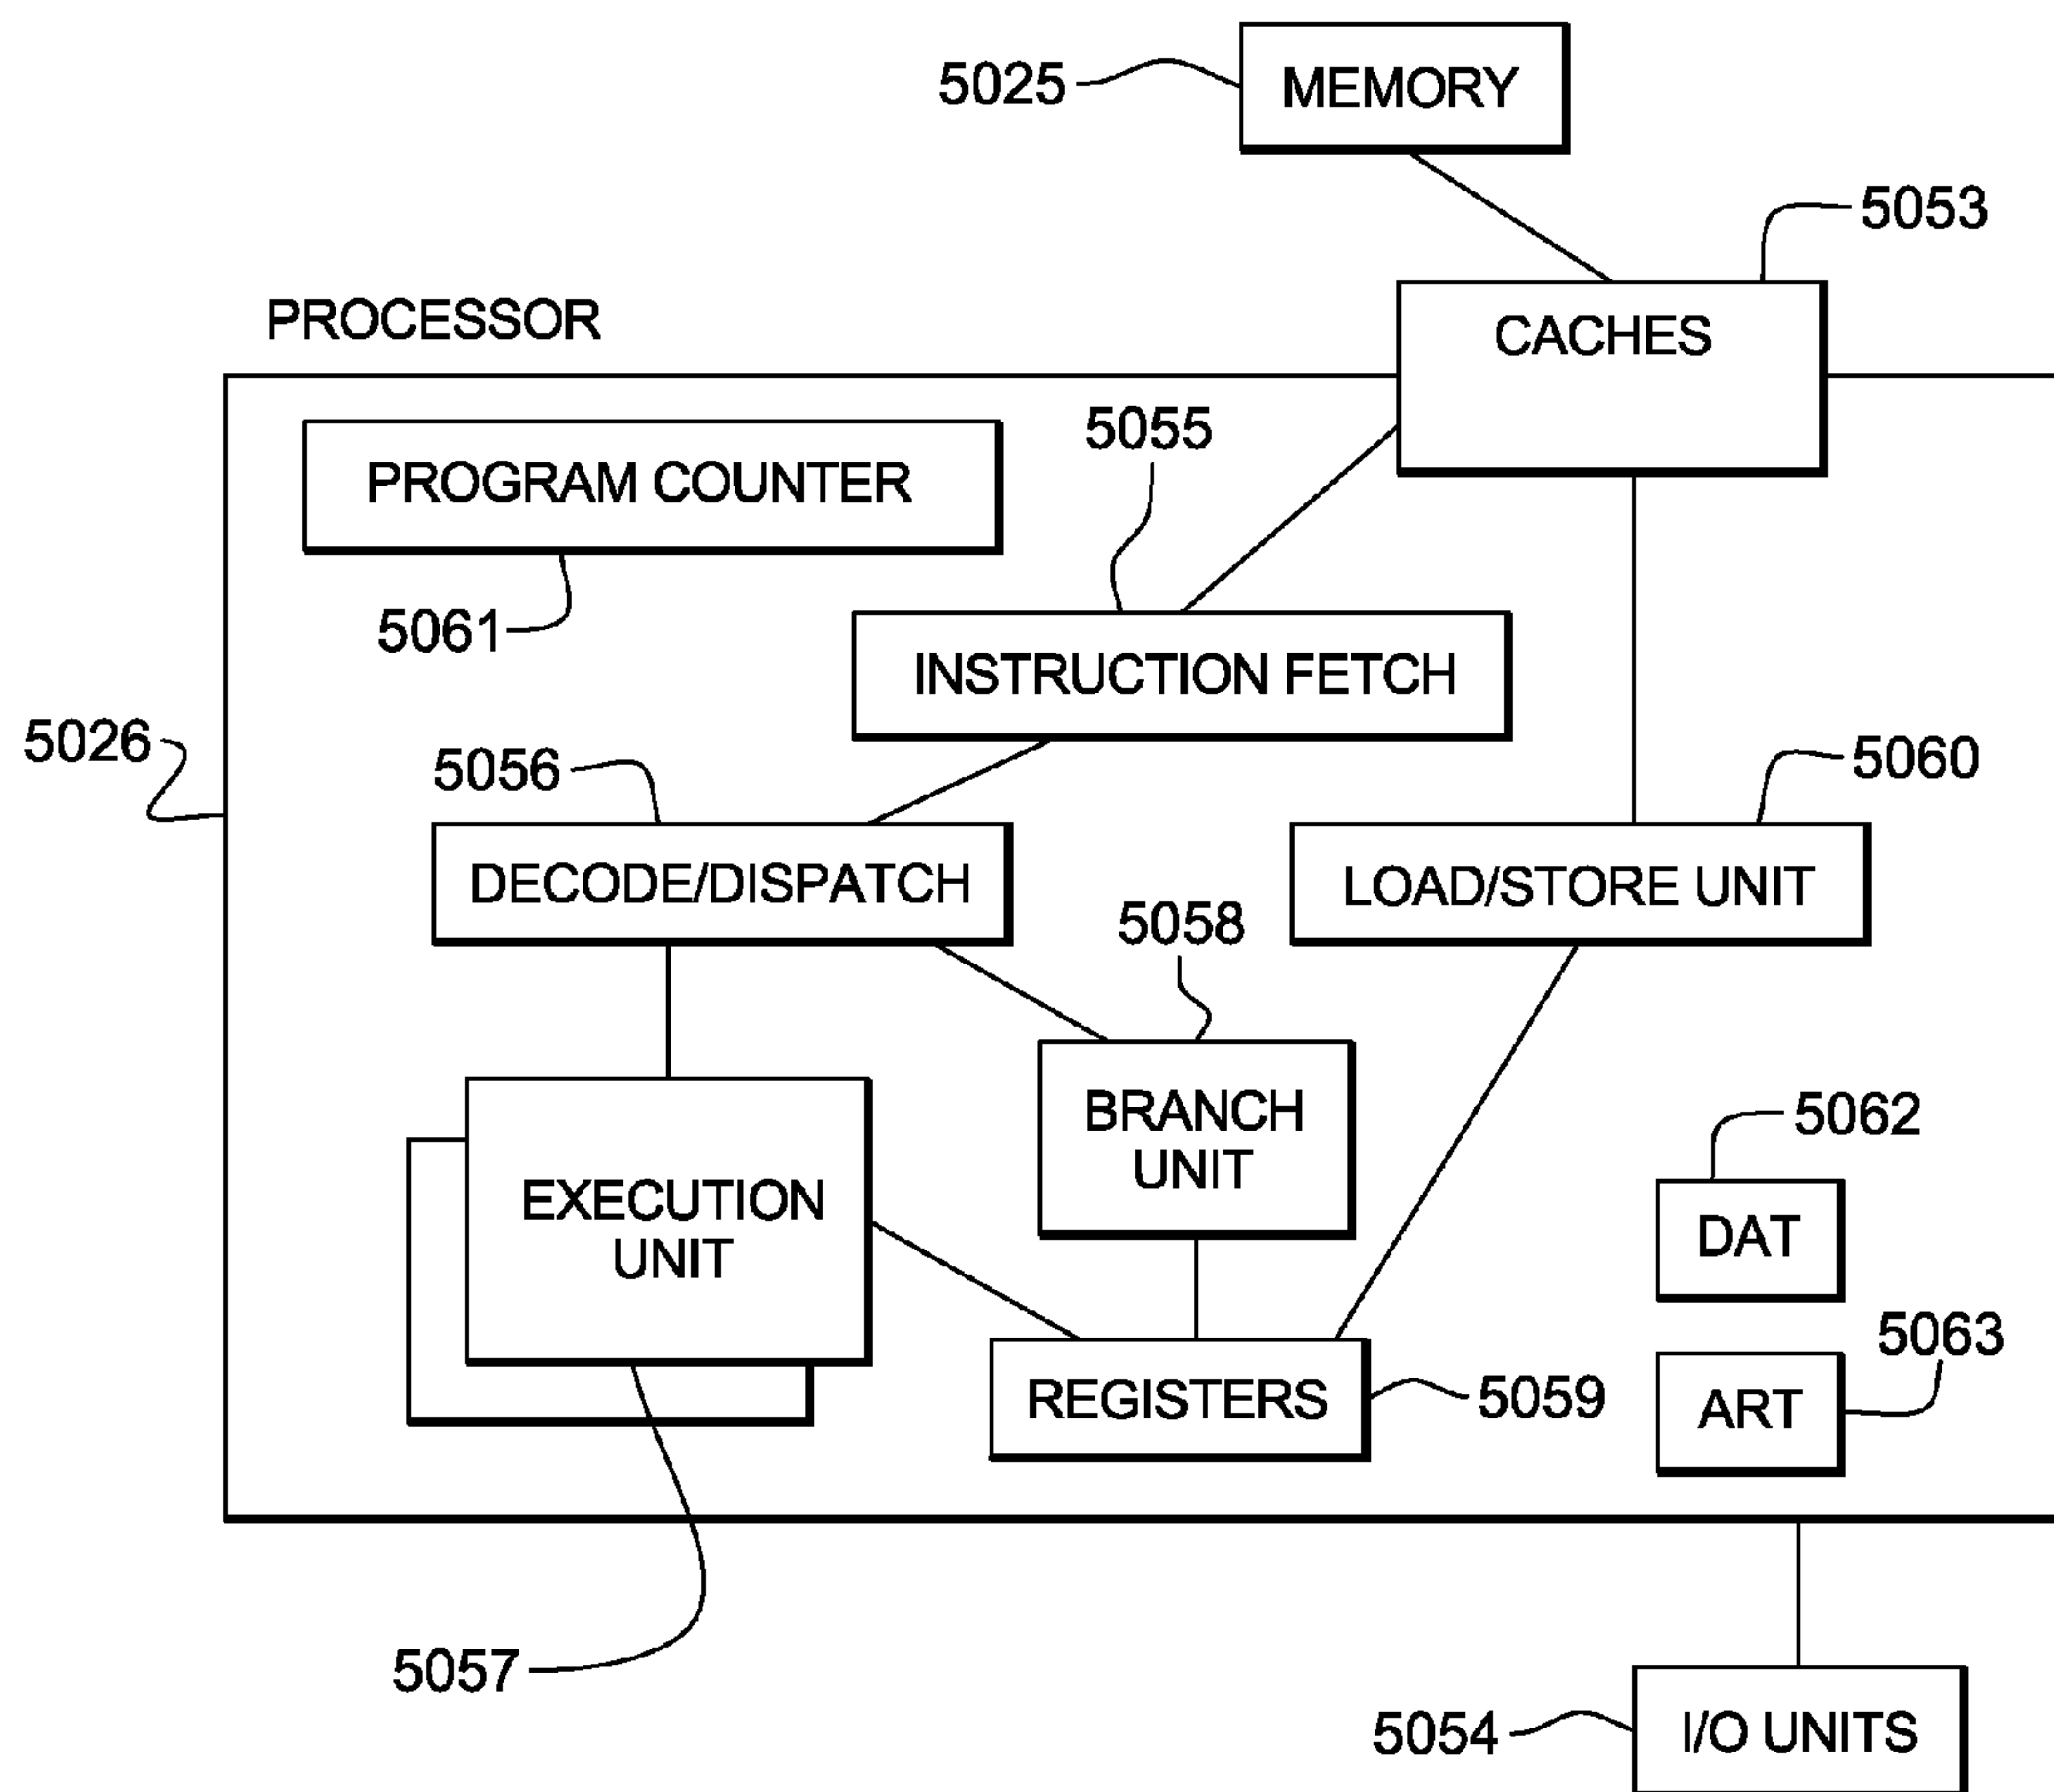 MEMORY
5025
5053
CACHES
PROCESSOR
PROGRAM COUNTER
5055
5061
INSTRUCTION FETCH
5026
5056
5060
DECODE/DISPATCH
LOAD/STORE UNIT
5058
BRANCH
UNIT
5062
EXECUTION
UNIT
DAT
5063
REGISTERS
5059
ART
5057
5054
I/O UNITS